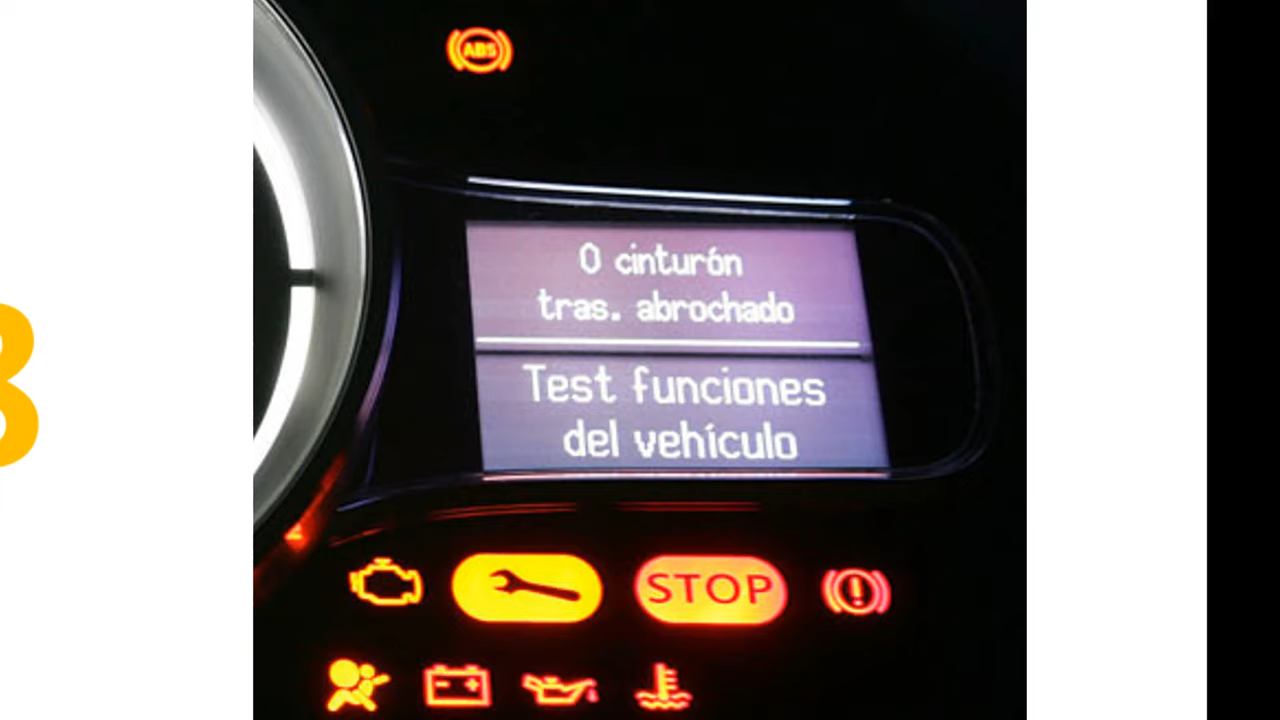 ABS
0 cinturón
tras. abrochado
Test funciones
del vehículo
STOP